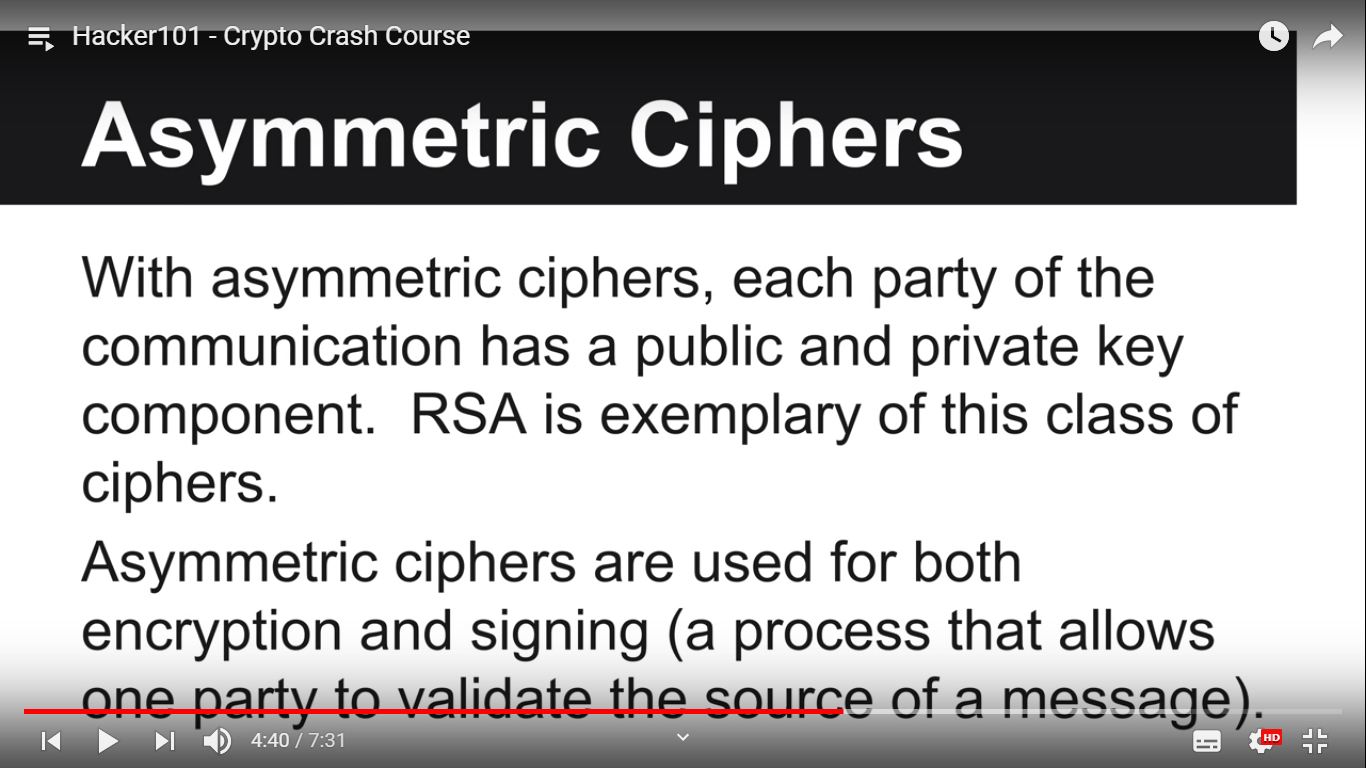 Hacker101 - Crypto Crash Course
Asymmetric Ciphers
With asymmetric ciphers, each party of the
communication has a public and private key
component.  RSA is exemplary of this class of
ciphers.
Asymmetric ciphers are used for both
encryption and signing (a process that allows
one party to validate the source of a message).
4:40 / 7:31
HD